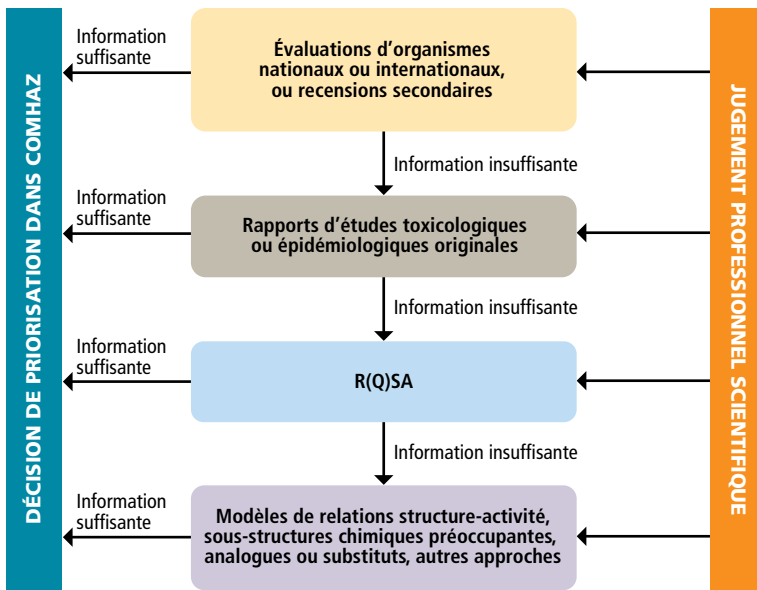 DÉCISION DE PRIORISATION DANS COMHAZ
Information
suffisante
Évaluations d'organismes
nationaux ou internationaux,
ou recensions secondaires
JUGEMENT PROFESSIONNEL SCIENTIFIQUE
Information insuffisante
Information
suffisante
Rapports d'études toxicologiques
ou épidémiologiques originales
Information insuffisante
Information
suffisante
R(Q)SA
Information insuffisante
Information
suffisante
Modèles de relations structure-activité,
sous-structures chimiques préoccupantes,
analogues ou substituts, autres approches